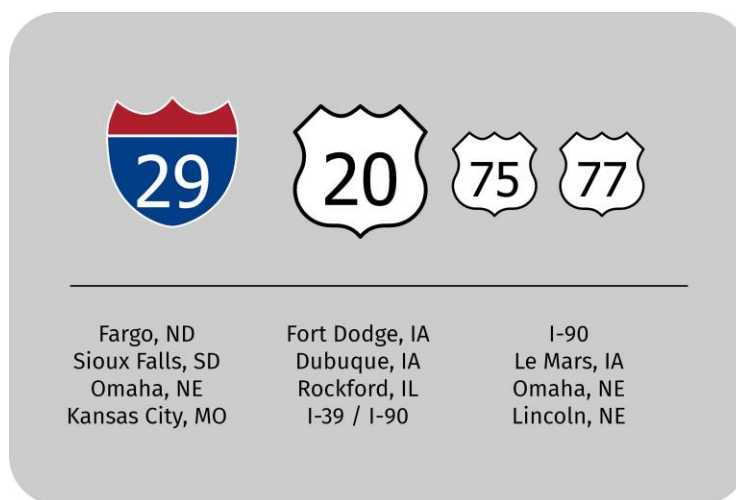 29
20
75
77
Fargo, ND
Sioux Falls, SD
Omaha, NE
Kansas City, MO
Fort Dodge, IA
Dubuque, IA
Rockford, IL
I-39 / I-90
I-90
Le Mars, IA
Omaha, NE
Lincoln, NE